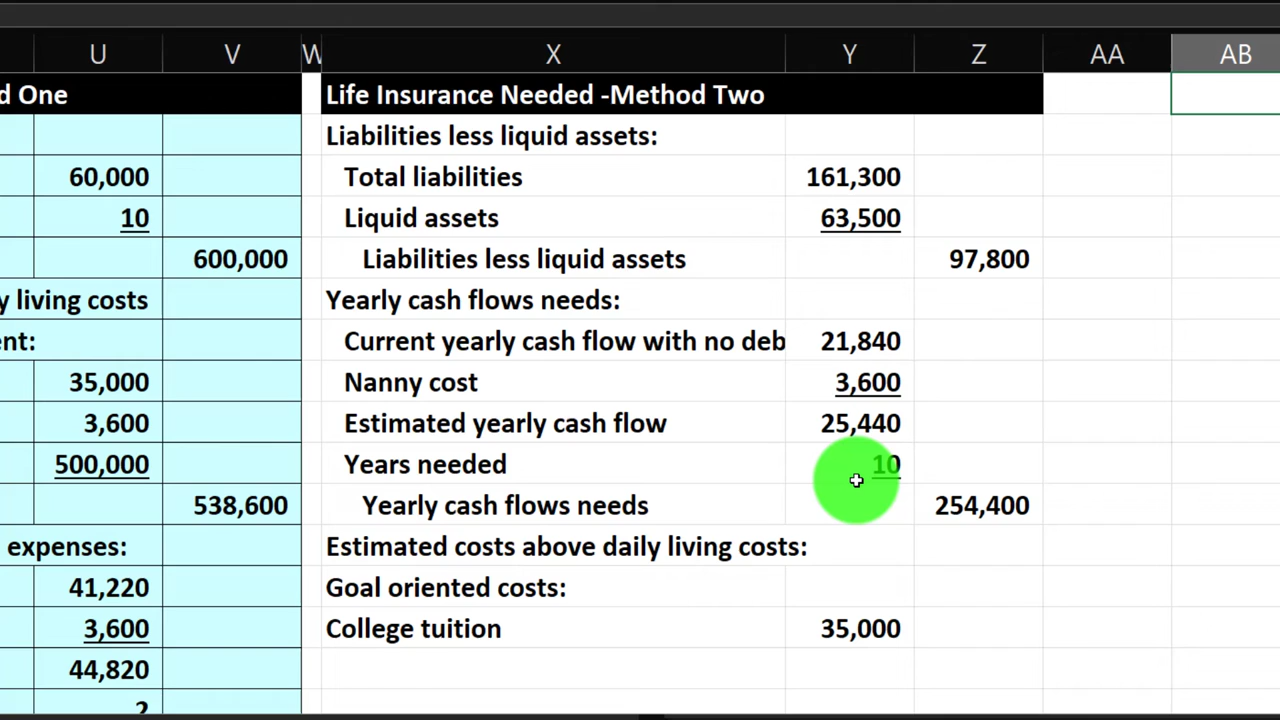 U V W X Y Z AA AB
d One Life Insurance Needed -Method Two
Liabilities less liquid assets:
60,000 Total liabilities 161,300
10 Liquid assets 63,500
600,000 Liabilities less liquid assets 97,800
y living costs Yearly cash flows needs:
ent: Current yearly cash flow with no deb 21,840
35,000 Nanny cost 3,600
3,600 Estimated yearly cash flow 25,440
500,000 Years needed 10
538,600 Yearly cash flows needs 254,400
expenses: Estimated costs above daily living costs:
41,220 Goal oriented costs:
3,600 College tuition 35,000
44,820
2